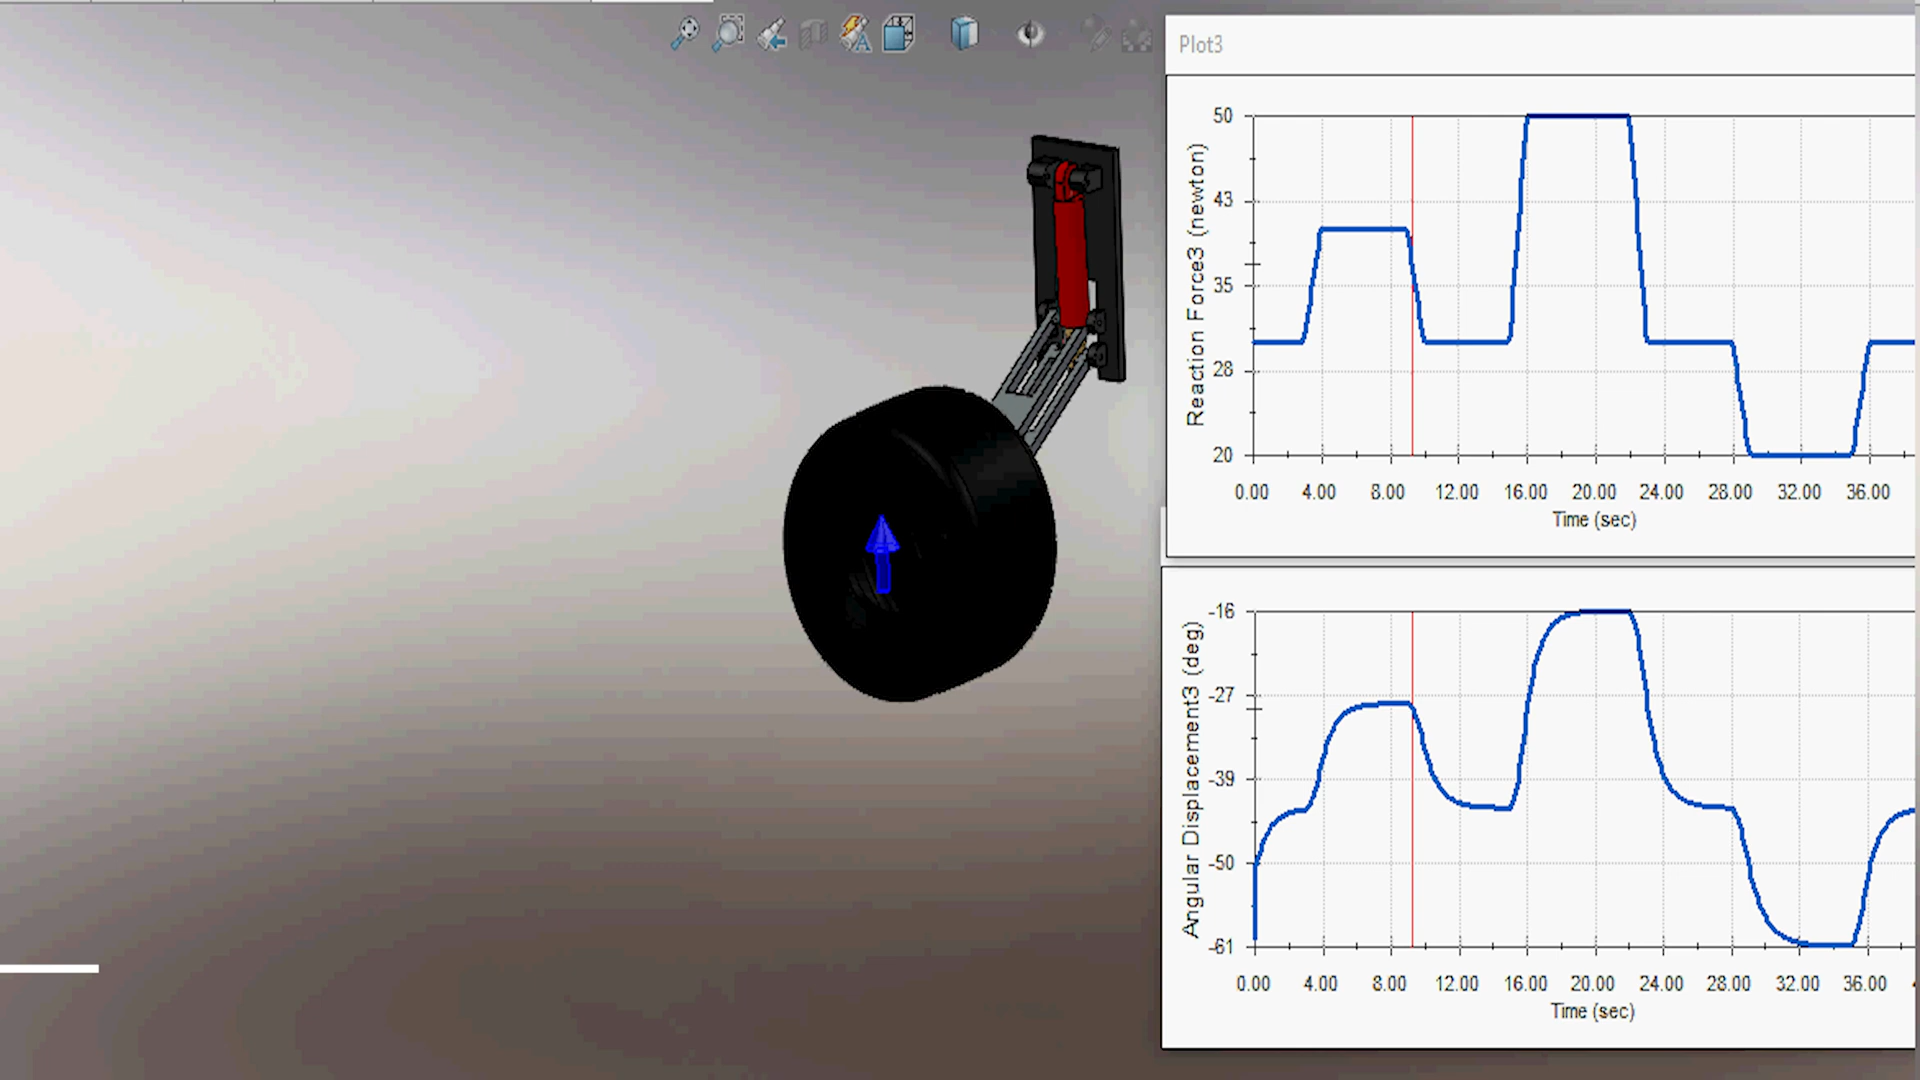 Plot3
Reaction Force3 (newton)
50
43
35
28
20
0.00 4.00 8.00 12.00 16.00 20.00 24.00 28.00 32.00 36.00
Time (sec)
Angular Displacement3 (deg)
-16
-27
-39
-50
-61
0.00 4.00 8.00 12.00 16.00 20.00 24.00 28.00 32.00 36.00
Time (sec)